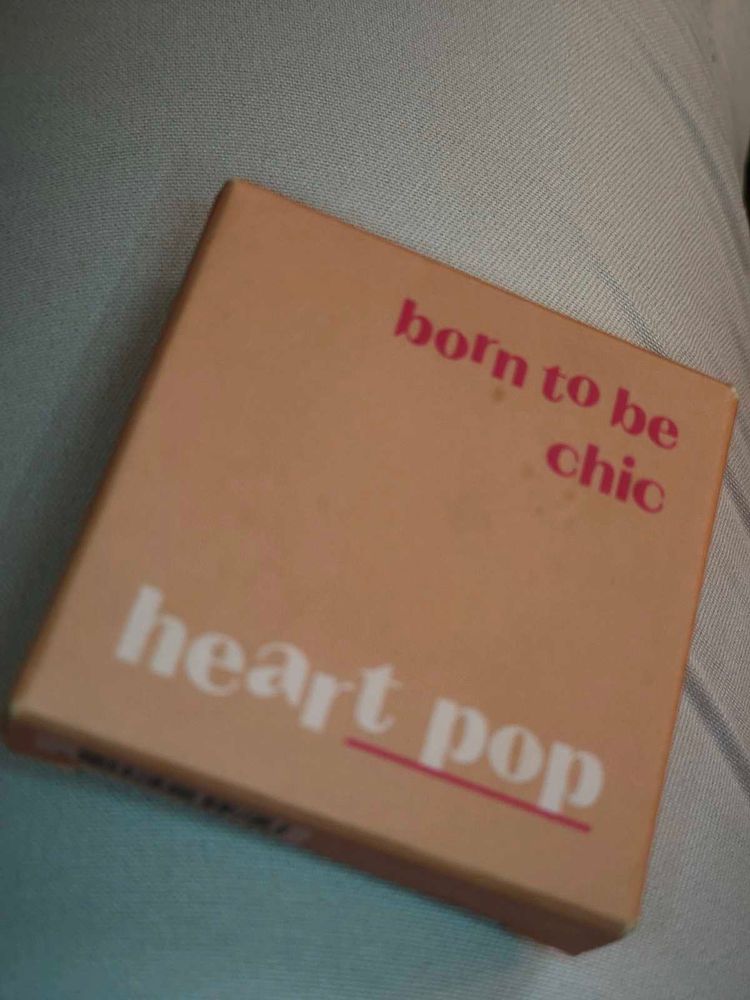 born to be
chic
heart pop